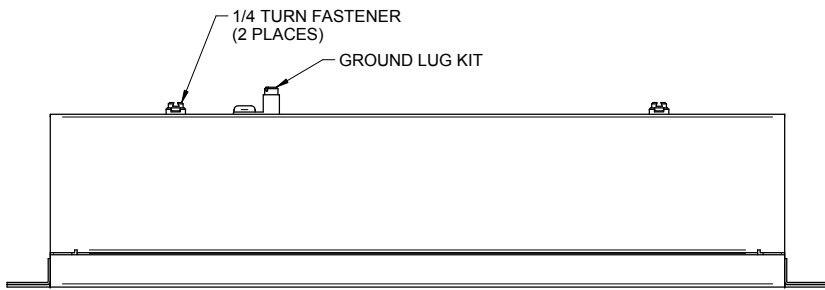 1/4 TURN FASTENER
(2 PLACES)
GROUND LUG KIT